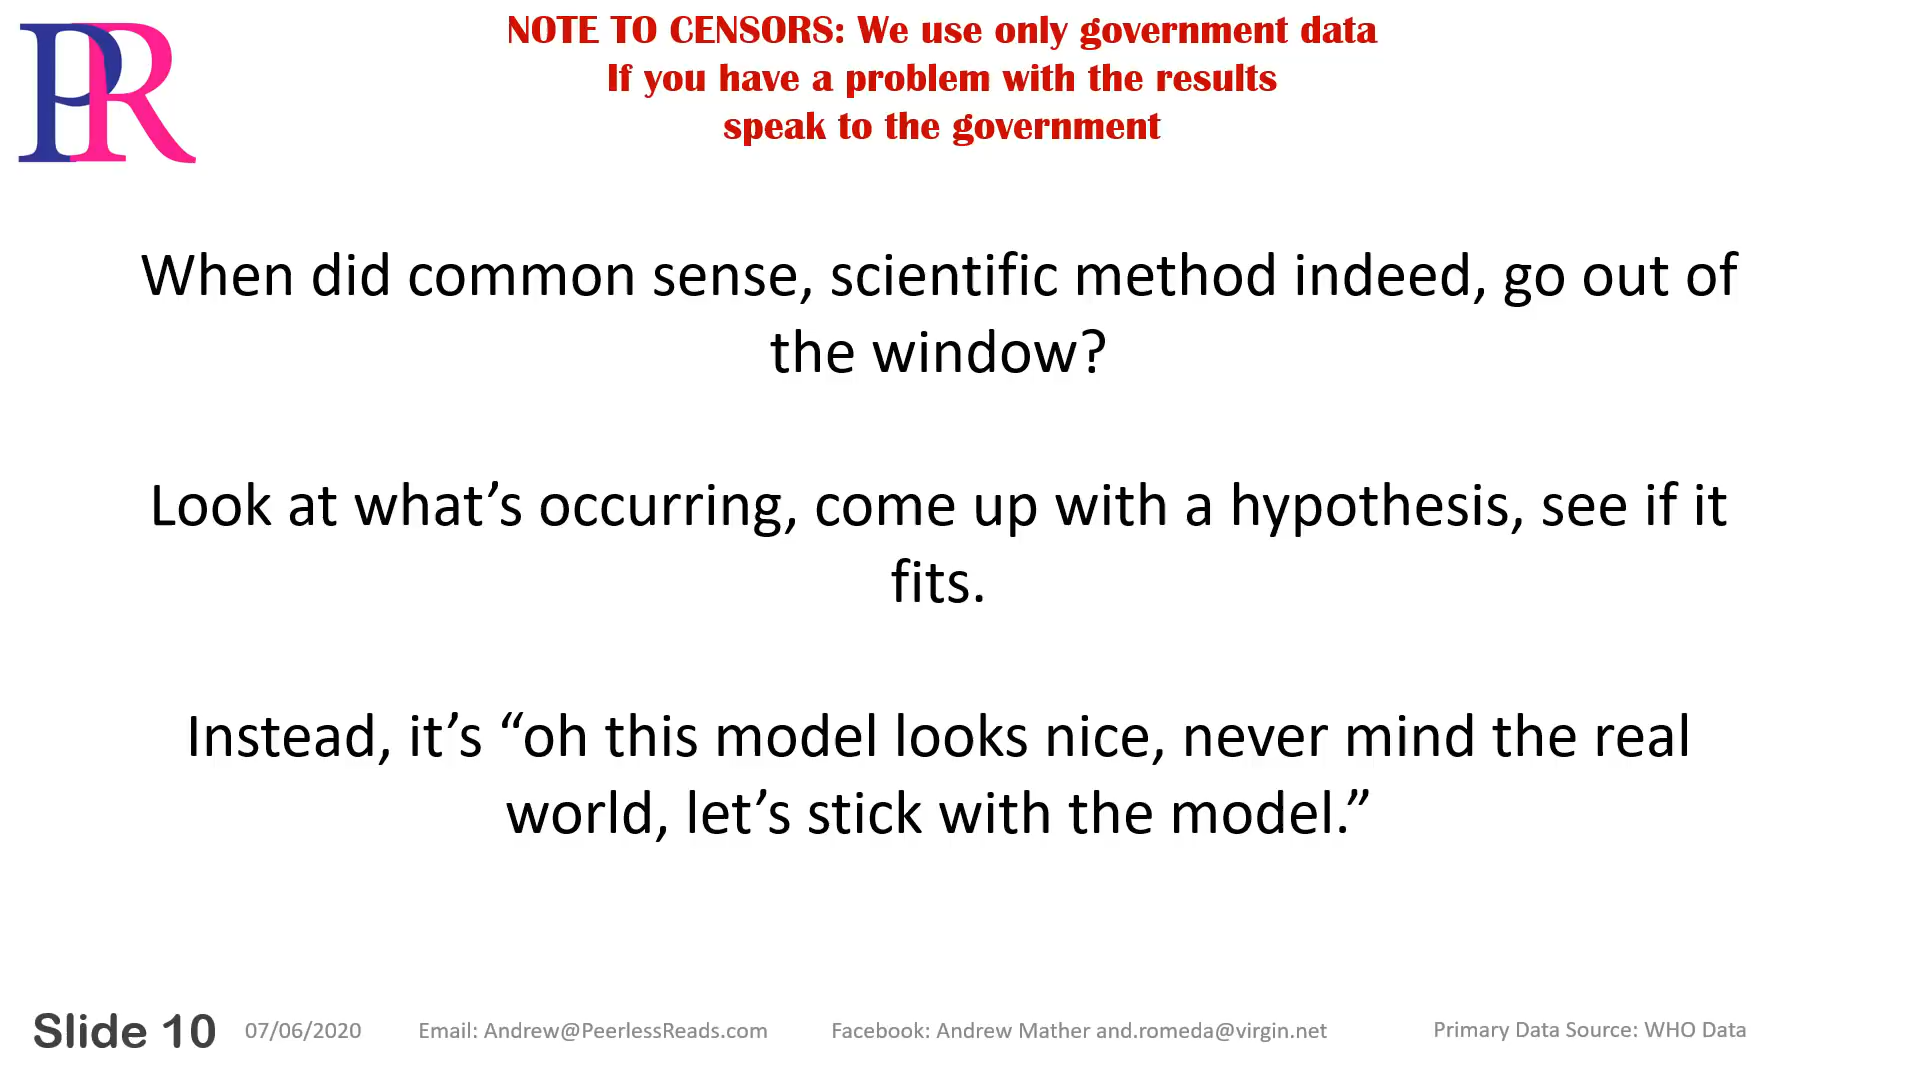 PR
NOTE TO CENSORS: We use only government data
If you have a problem with the results
speak to the government
When did common sense, scientific method indeed, go out of
the window?
Look at what’s occurring, come up with a hypothesis, see if it
fits.
Instead, it’s “oh this model looks nice, never mind the real
world, let’s stick with the model.”
Slide 10 07/06/2020 Email: Andrew@PeerlessReads.com Facebook: Andrew Mather and.romeda@virgin.net Primary Data Source: WHO Data